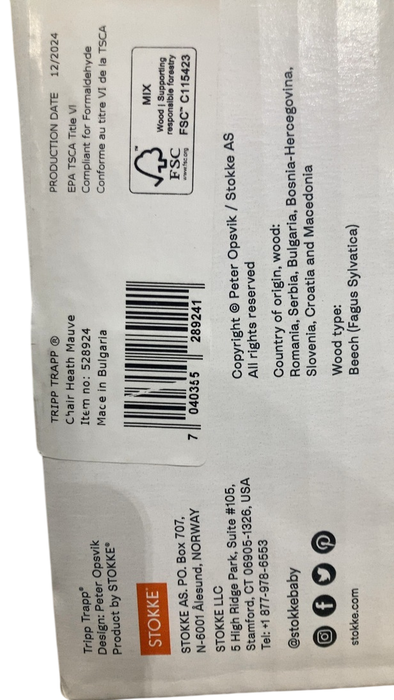 Tripp Trapp®
Design: Peter Opsvik
Product by STOKKE®
STOKKE®
STOKKE AS. PO. Box 707,
N-6001 Ålesund, NORWAY
STOKKE LLC
5 High Ridge Park, Suite #105,
Stamford, CT 06905-1326, USA
Tel: +1 877-978-6553
@stokkebaby
stokke.com
TRIPP TRAPP ®
Chair Heath Mauve
Item no: 528924
Made in Bulgaria
7 040355 289241
PRODUCTION DATE 12/2024
EPA TSCA Title VI
Compliant for Formaldehyde
Conforme au titre VI de la TSCA
FSC
www.fsc.org
MIX
Wood | Supporting
responsible forestry
FSC™ C115423
Copyright © Peter Opsvik / Stokke AS
All rights reserved
Country of origin, wood:
Romania, Serbia, Bulgaria, Bosnia-Hercegovina,
Slovenia, Croatia and Macedonia
Wood type:
Beech (Fagus Sylvatica)